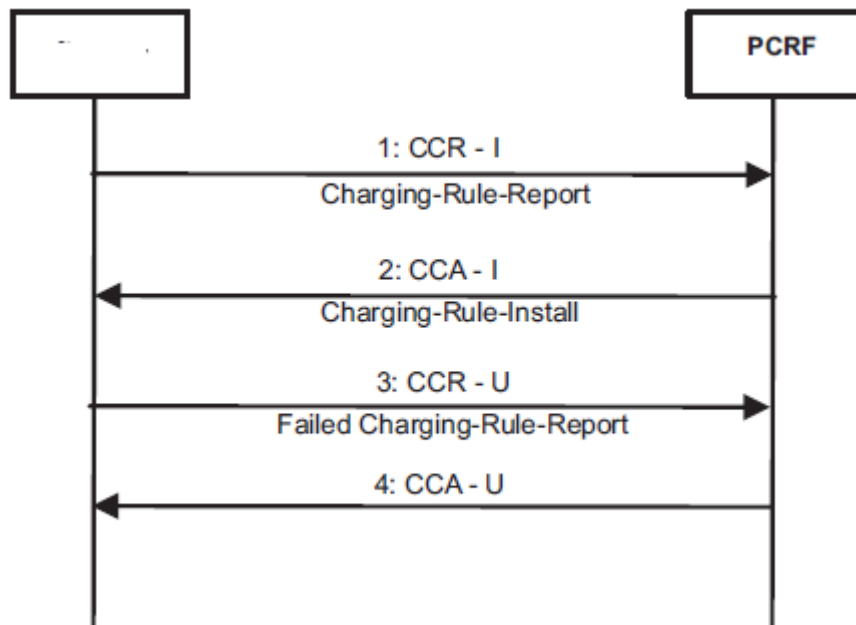 PCRF
1: CCR - I
Charging-Rule-Report
2: CCA - I
Charging-Rule-Install
3: CCR - U
Failed Charging-Rule-Report
4: CCA - U